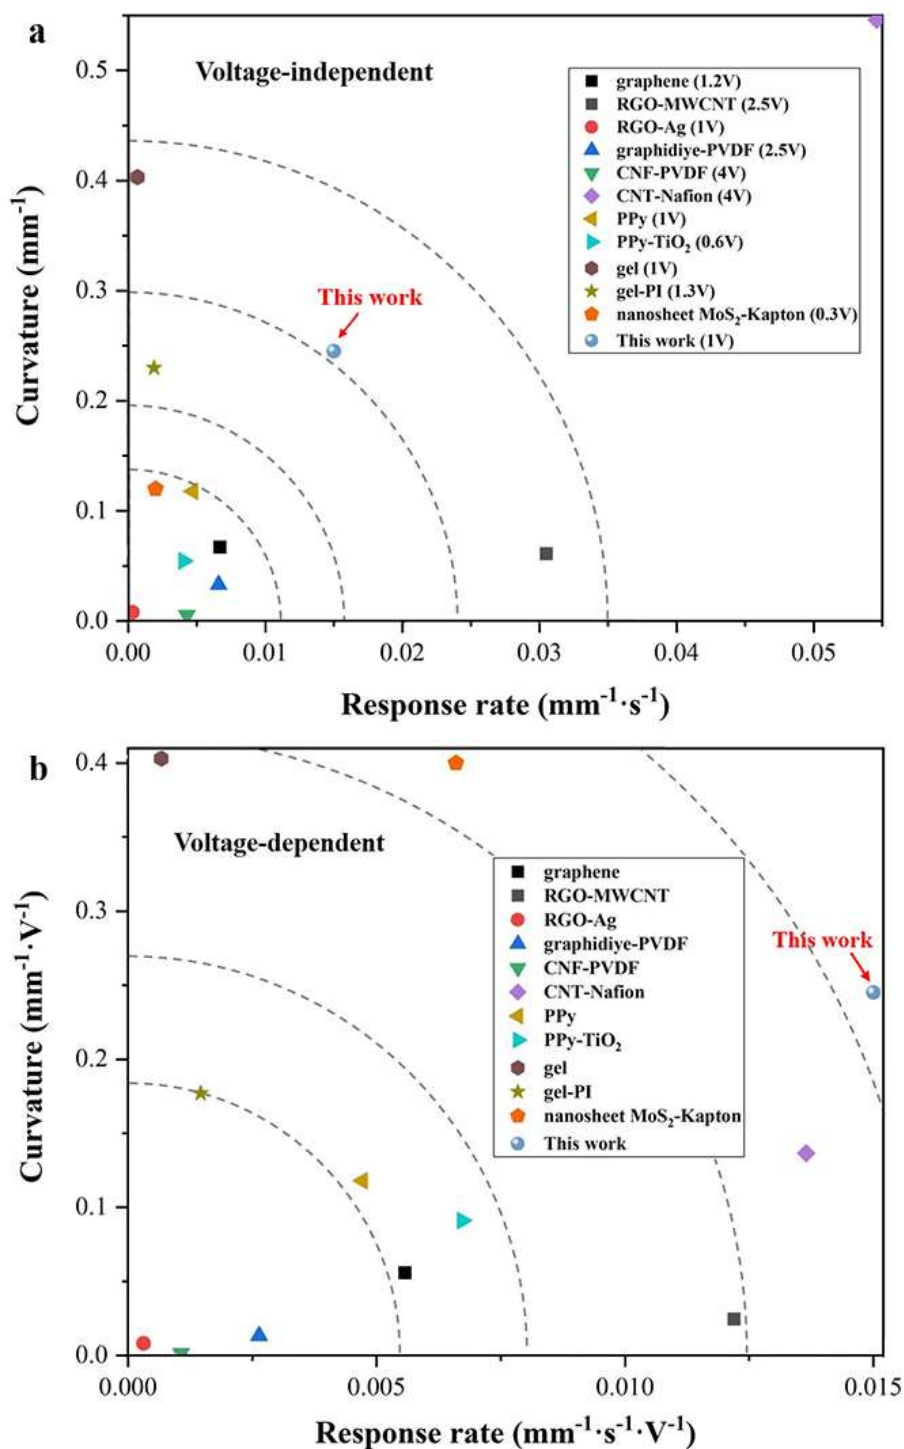 a
Voltage-independent
graphene (1.2V)
RGO-MWCNT (2.5V)
RGO-Ag (1V)
graphidiye-PVDF (2.5V)
CNF-PVDF (4V)
CNT-Nafion (4V)
PPy (1V)
PPy-TiO₂ (0.6V)
gel (1V)
gel-PI (1.3V)
nanosheet MoS₂-Kapton (0.3V)
This work (1V)
This work
Curvature (mm⁻¹)
0.5
0.4
0.3
0.2
0.1
0.0
0.00 0.01 0.02 0.03 0.04 0.05
Response rate (mm⁻¹·s⁻¹)
b
Voltage-dependent
graphene
RGO-MWCNT
RGO-Ag
graphidiye-PVDF
CNF-PVDF
CNT-Nafion
PPy
PPy-TiO₂
gel
gel-PI
nanosheet MoS₂-Kapton
This work
This work
Curvature (mm⁻¹·V⁻¹)
0.4
0.3
0.2
0.1
0.0
0.000 0.005 0.010 0.015
Response rate (mm⁻¹·s⁻¹·V⁻¹)